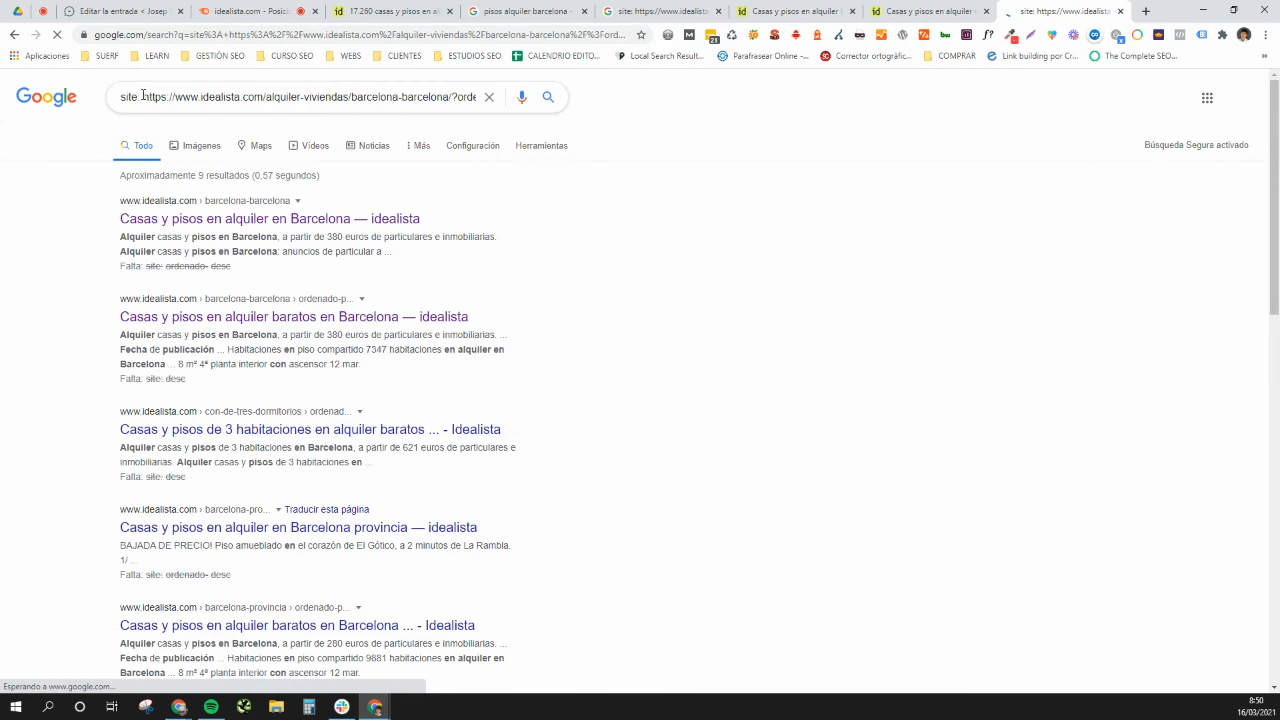 Editar la entrada < Josep
idealista.com - Posicio
17.260 casas y pisos en al
pisos alquiler barcelona -
site: https://www.idealist
Casas y pisos en alquiler
Casas y pisos en alquiler
site: https://www.idealist
google.com/search?q=site%3A+https%3A%2F%2Fwww.idealista.com%2Falquiler-viviendas%2Fbarcelona-barcelona%2F%3Ford...
21
Aplicaciones
SUERF
LEARN
GESTIÓN SEO
CURSO SEO
WEBS
CLIENTES
ESTUDIOS SEO
CALENDARIO EDITO...
Local Search Result...
Parafrasear Online -...
Corrector ortográfic...
COMPRAR
Link building por Cr...
The Complete SEO...
Google
site: https://www.idealista.com/alquiler-viviendas/barcelona-barcelona/?orde
Todo
Imágenes
Maps
Vídeos
Noticias
Más
Configuración
Herramientas
Búsqueda Segura activado
Aproximadamente 9 resultados (0,57 segundos)
www.idealista.com › barcelona-barcelona
Casas y pisos en alquiler en Barcelona — idealista
Alquiler casas y pisos en Barcelona, a partir de 380 euros de particulares e inmobiliarias.
Alquiler casas y pisos en Barcelona: anuncios de particular a ...
Falta: site: ordenado- desc
www.idealista.com › barcelona-barcelona › ordenado-p...
Casas y pisos en alquiler baratos en Barcelona — idealista
Alquiler casas y pisos en Barcelona, a partir de 380 euros de particulares e inmobiliarias. ...
Fecha de publicación ... Habitaciones en piso compartido 7347 habitaciones en alquiler en
Barcelona ... 8 m² 4ª planta interior con ascensor 12 mar.
Falta: site: desc
www.idealista.com › con-de-tres-dormitorios › ordenad...
Casas y pisos de 3 habitaciones en alquiler baratos ... - Idealista
Alquiler casas y pisos de 3 habitaciones en Barcelona, a partir de 621 euros de particulares e
inmobiliarias. Alquiler casas y pisos de 3 habitaciones en ...
Falta: site: desc
www.idealista.com › barcelona-pro...
Traducir esta página
Casas y pisos en alquiler en Barcelona provincia — idealista
BAJADA DE PRECIO! Piso amueblado en el corazón de El Gótico, a 2 minutos de La Rambla.
1/ ...
Falta: site: ordenado- desc
www.idealista.com › barcelona-provincia › ordenado-p...
Casas y pisos en alquiler baratos en Barcelona ... - Idealista
Alquiler casas y pisos en Barcelona, a partir de 280 euros de particulares e inmobiliarias. ...
Fecha de publicación ... Habitaciones en piso compartido 9881 habitaciones en alquiler en
Barcelona ... 8 m² 4ª planta interior con ascensor 12 mar.
Esperando a www.google.com...
8:50
16/03/2021